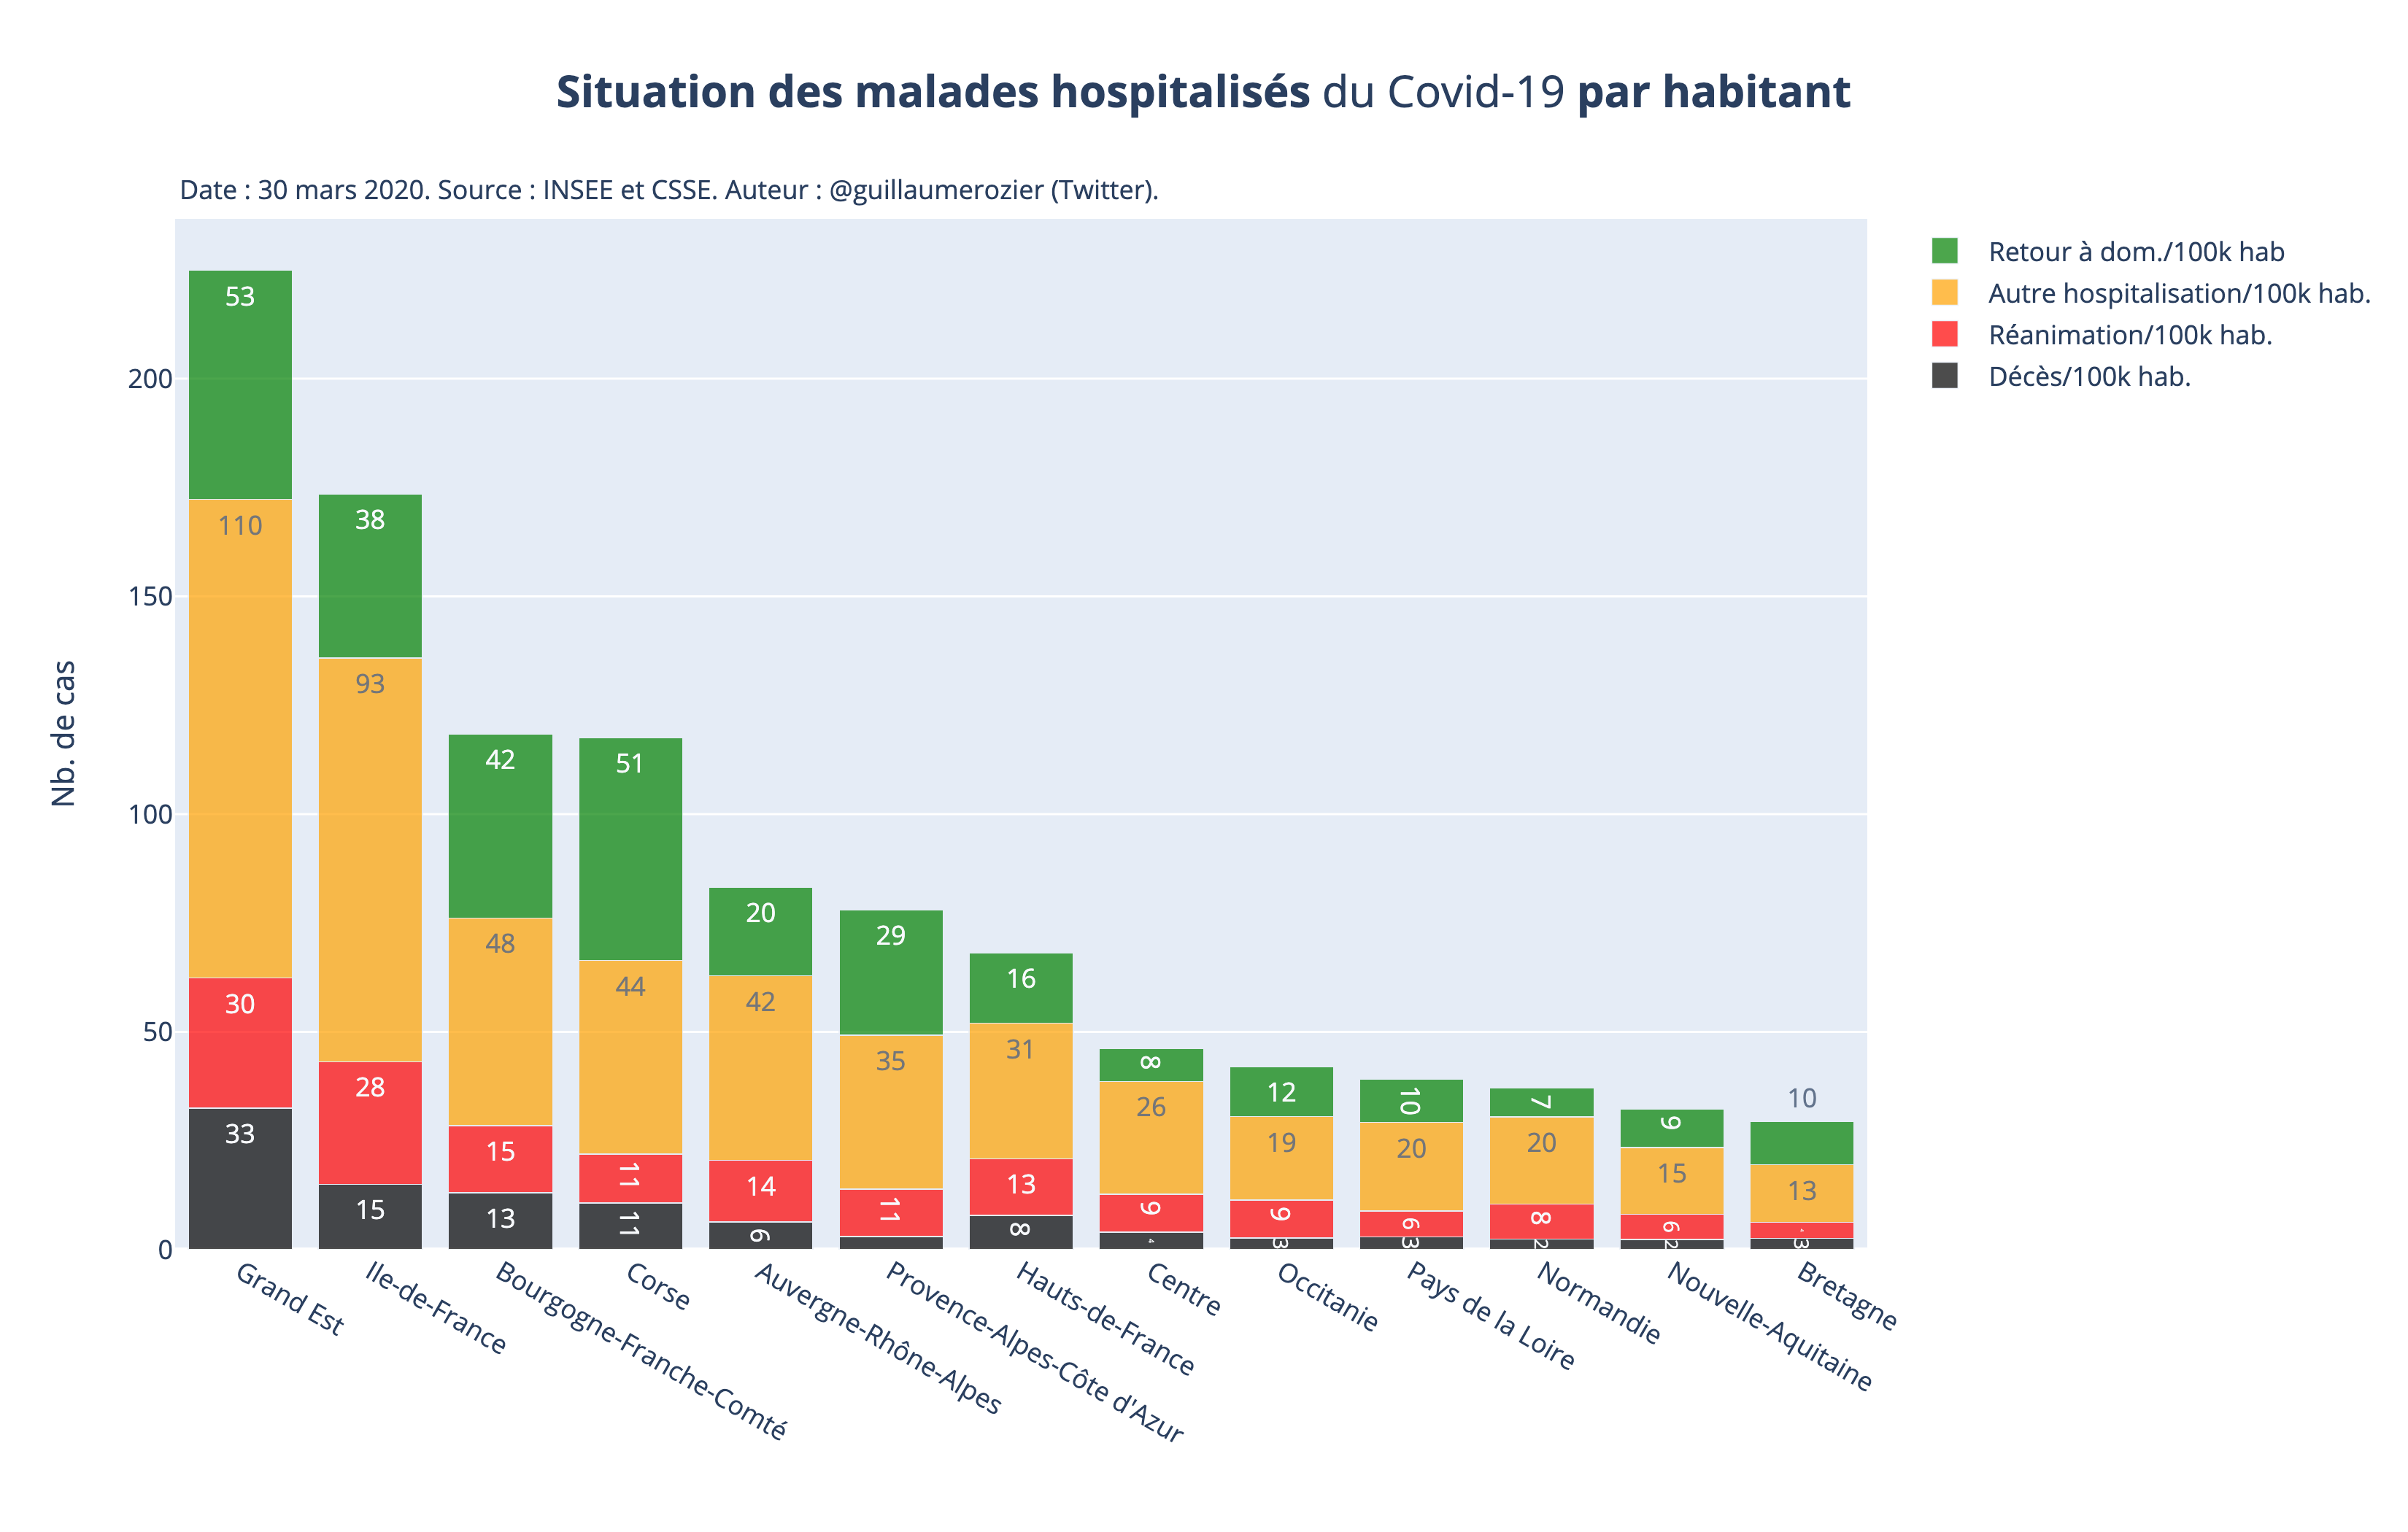 Situation des malades hospitalisés du Covid-19 par habitant
Date : 30 mars 2020. Source : INSEE et CSSE. Auteur : @guillaumerozier (Twitter).
Retour à dom./100k hab
Autre hospitalisation/100k hab.
Réanimation/100k hab.
Décès/100k hab.
Nb. de cas
200
150
100
50
0
53
110
30
33
38
93
28
15
42
48
15
13
51
44
11
11
20
42
14
6
29
35
11
16
31
13
8
8
26
9
4
12
19
9
3
10
20
6
3
7
20
8
2
9
15
6
2
10
13
4
3
Grand Est
Ile-de-France
Bourgogne-Franche-Comté
Corse
Auvergne-Rhône-Alpes
Provence-Alpes-Côte d'Azur
Hauts-de-France
Centre
Occitanie
Pays de la Loire
Normandie
Nouvelle-Aquitaine
Bretagne